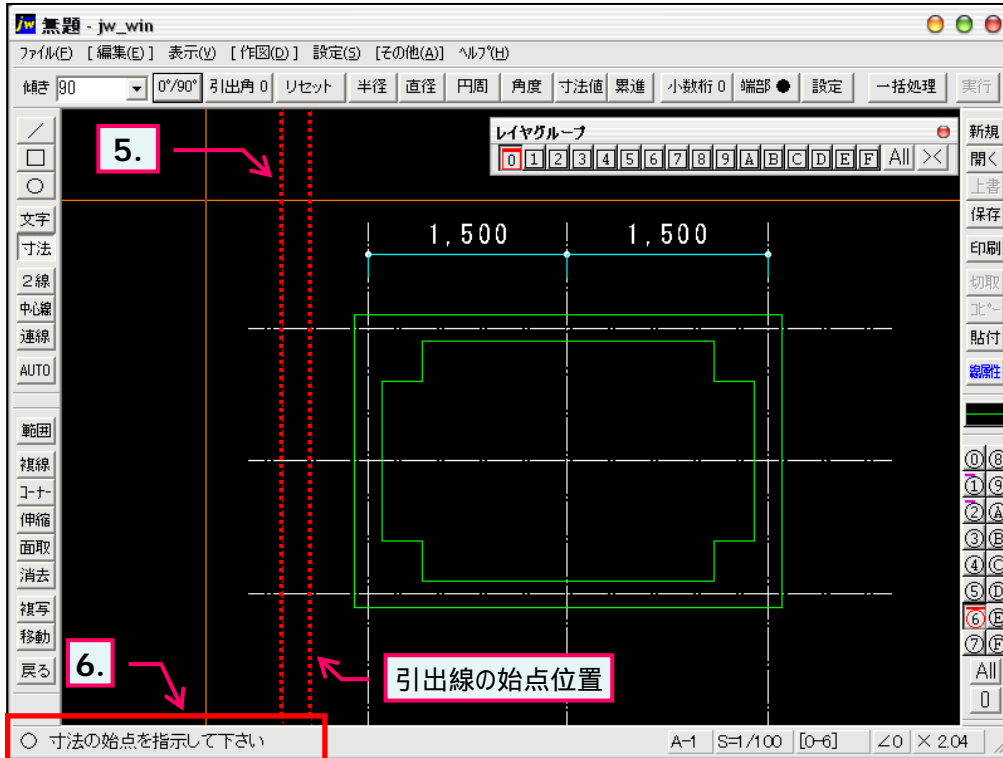 jw 無題 - jw_win
ファイル(F) [編集(E)] 表示(V) [作図(D)] 設定(S) [その他(A)] ヘルプ(H)
傾き 90 0°/90° 引出角 0 リセット 半径 直径 円周 角度 寸法値 累進 小数桁 0 端部 ● 設定 一括処理 実行
レイヤグループ
0 1 2 3 4 5 6 7 8 9 A B C D E F All ><
5.
1,500 1,500
文字
寸法
2線
中心線
連線
AUTO
範囲
複線
コーナー
伸縮
面取
消去
複写
移動
戻る
6.
引出線の始点位置
新規
開く
上書
保存
印刷
切取
コピー
貼付
線属性
0 8
1 9
2 A
3 B
4 C
5 D
6 E
7 F
All
0
○ 寸法の始点を指示して下さい
A-1 S=1/100 [0-6] ∠0 × 2.04